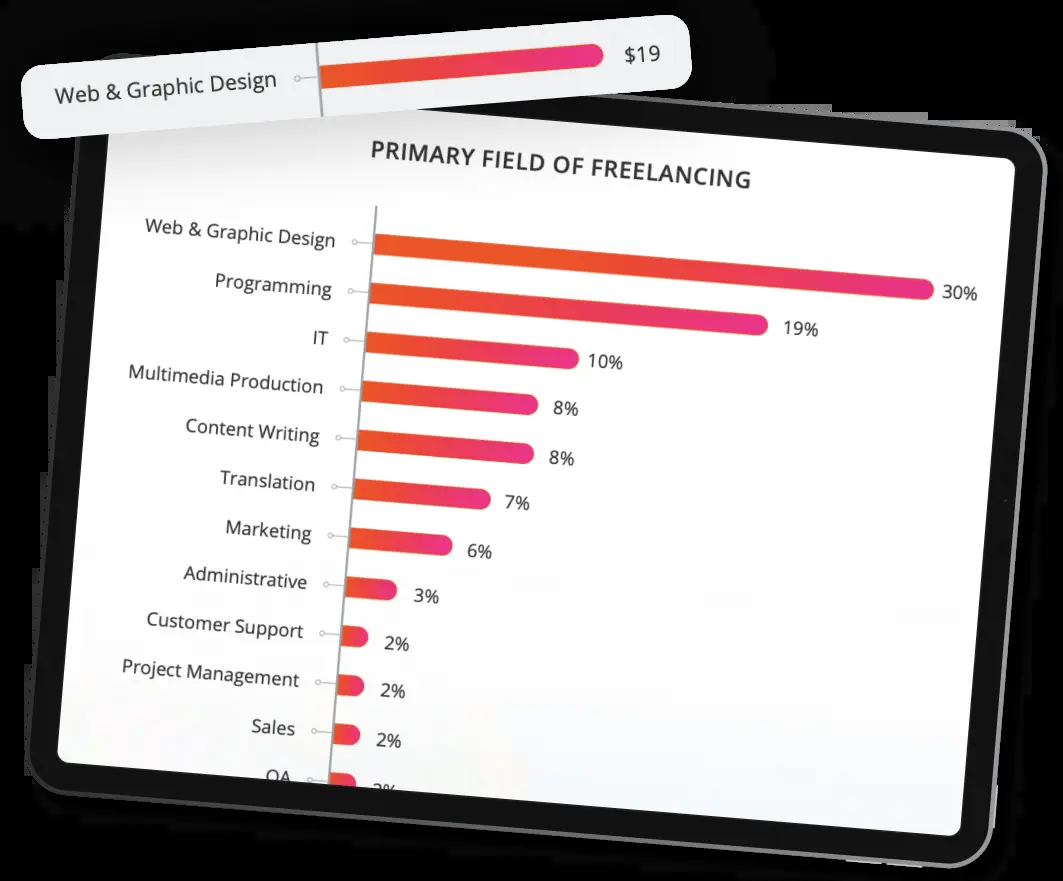 Web & Graphic Design $19
PRIMARY FIELD OF FREELANCING
Web & Graphic Design 30%
Programming 19%
IT 10%
Multimedia Production 8%
Content Writing 8%
Translation 7%
Marketing 6%
Administrative 3%
Customer Support 2%
Project Management 2%
Sales 2%
QA 2%